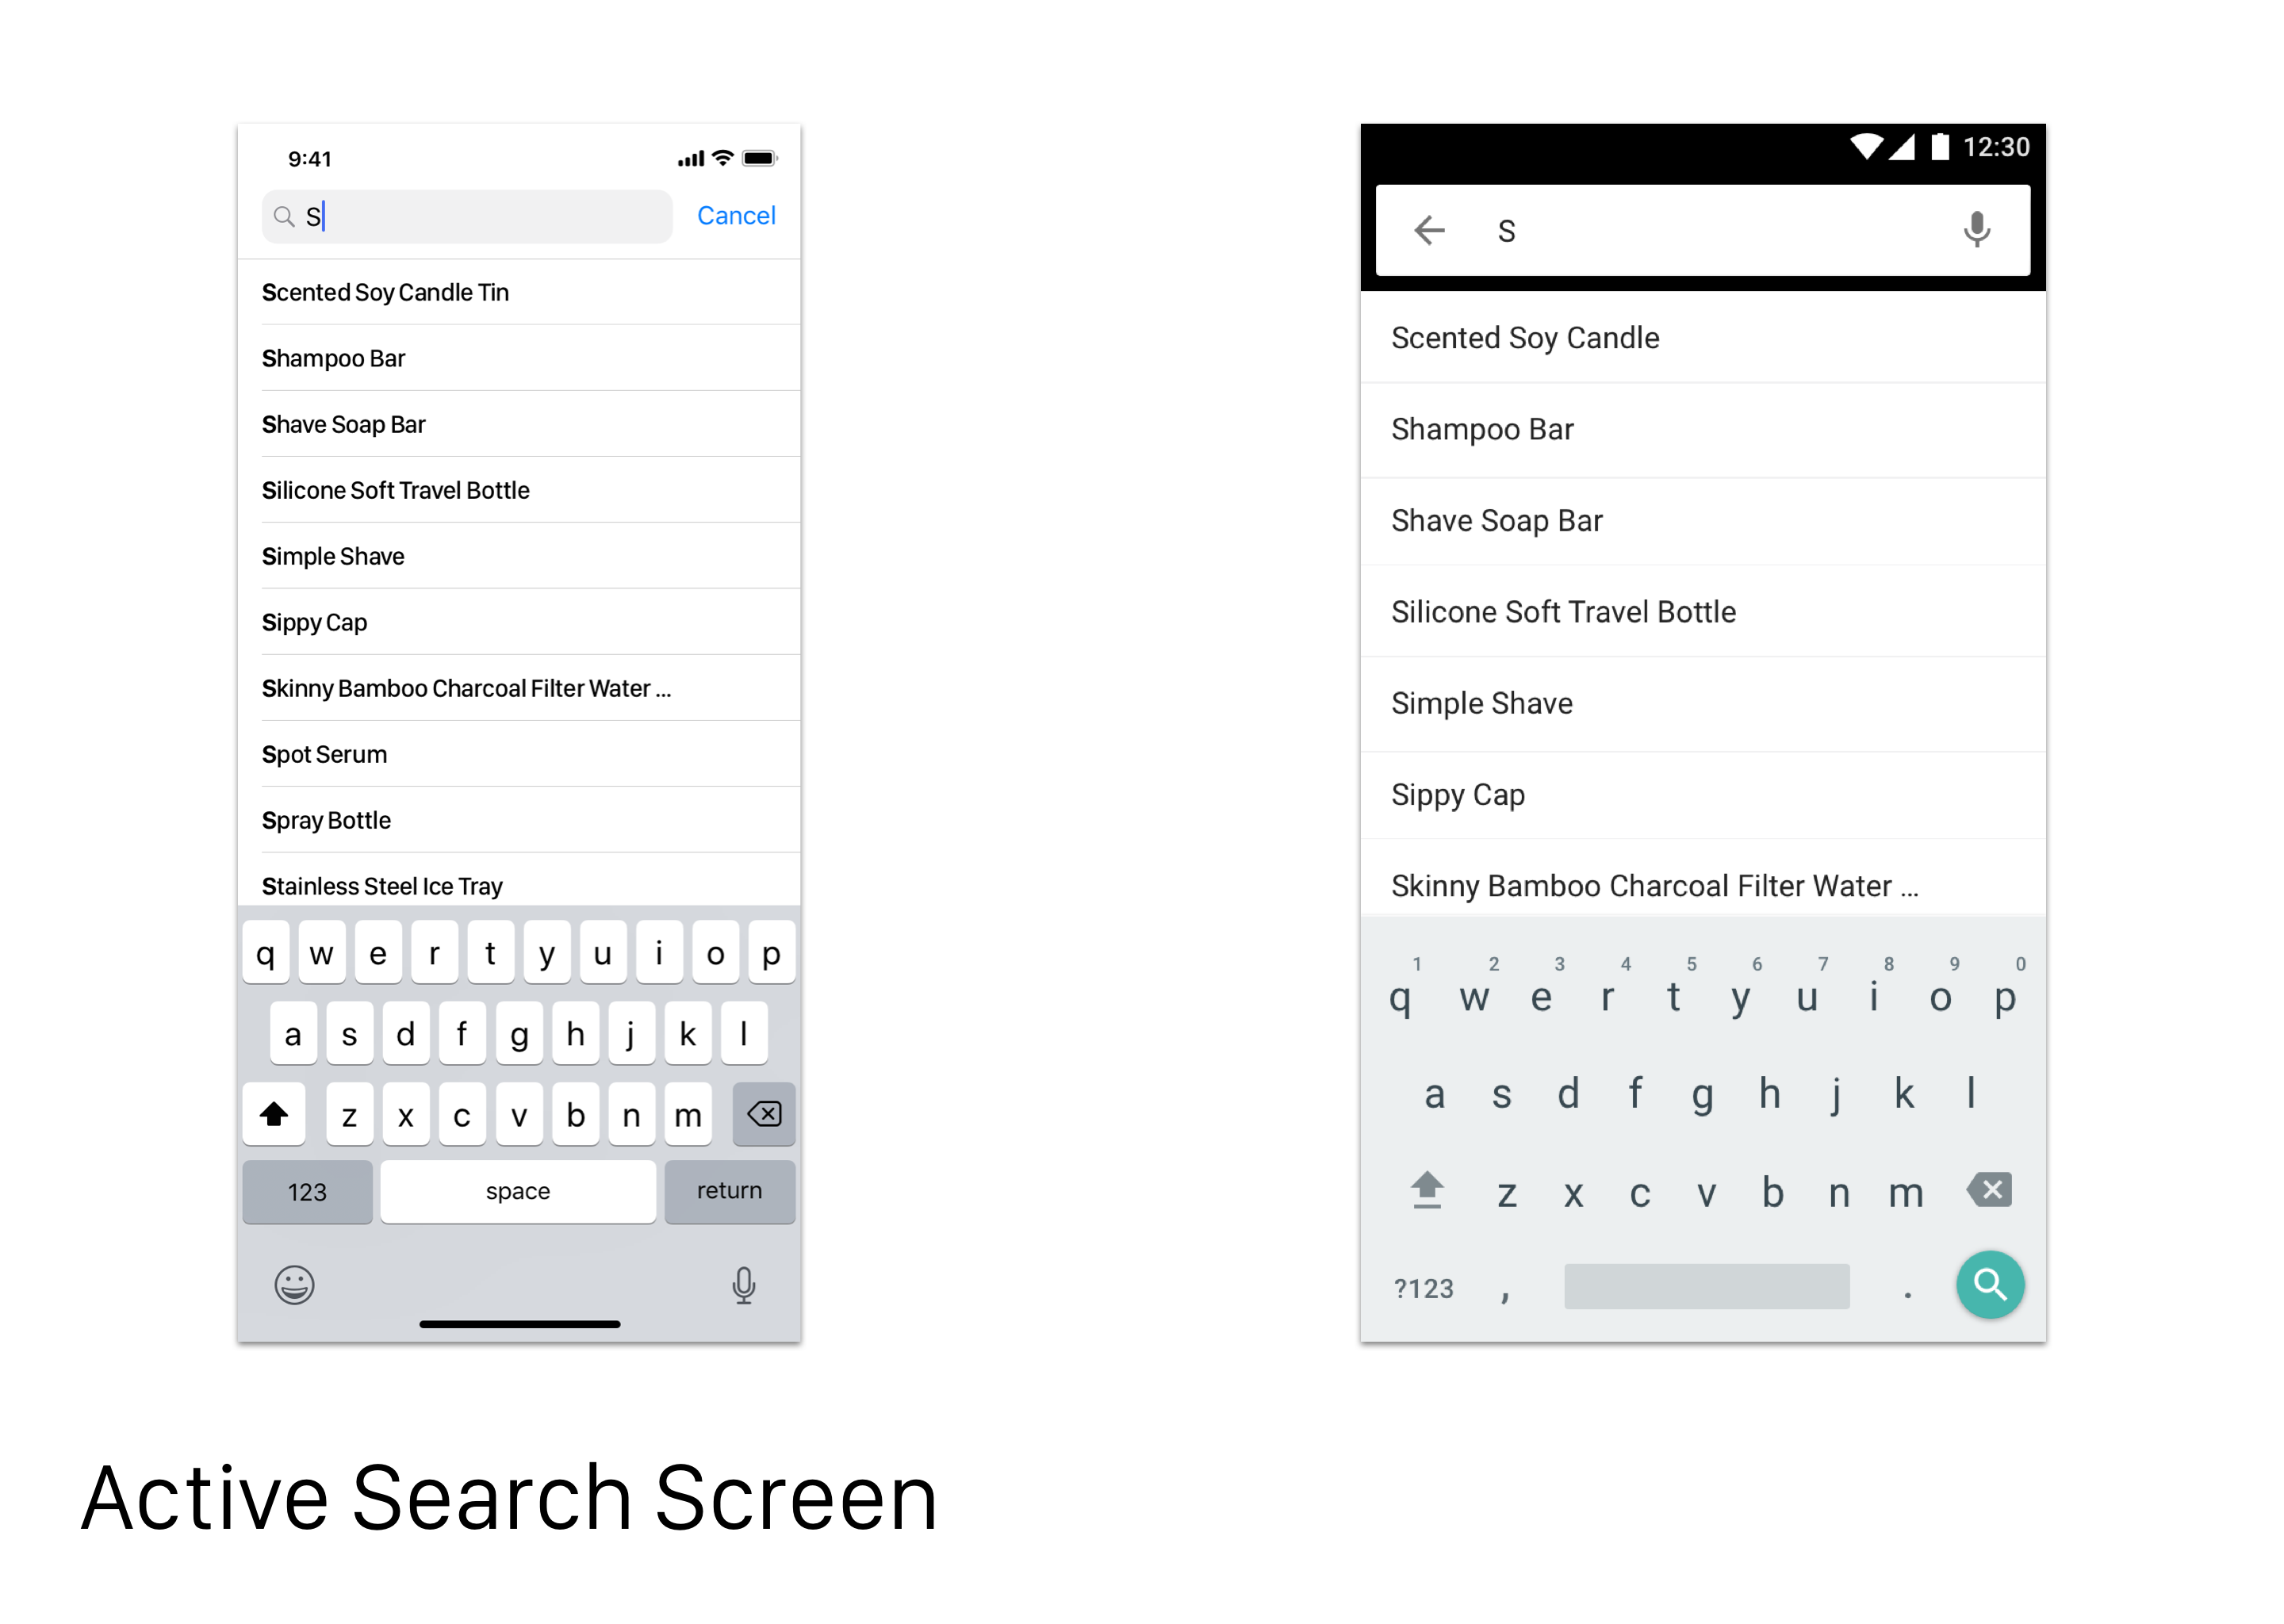 9:41
S
Cancel
Scented Soy Candle Tin
Shampoo Bar
Shave Soap Bar
Silicone Soft Travel Bottle
Simple Shave
Sippy Cap
Skinny Bamboo Charcoal Filter Water ...
Spot Serum
Spray Bottle
Stainless Steel Ice Tray
q w e r t y u i o p
a s d f g h j k l
z x c v b n m
123 space return
12:30
S
Scented Soy Candle
Shampoo Bar
Shave Soap Bar
Silicone Soft Travel Bottle
Simple Shave
Sippy Cap
Skinny Bamboo Charcoal Filter Water ...
1 2 3 4 5 6 7 8 9 0
q w e r t y u i o p
a s d f g h j k l
z x c v b n m
?123 , .
Active Search Screen